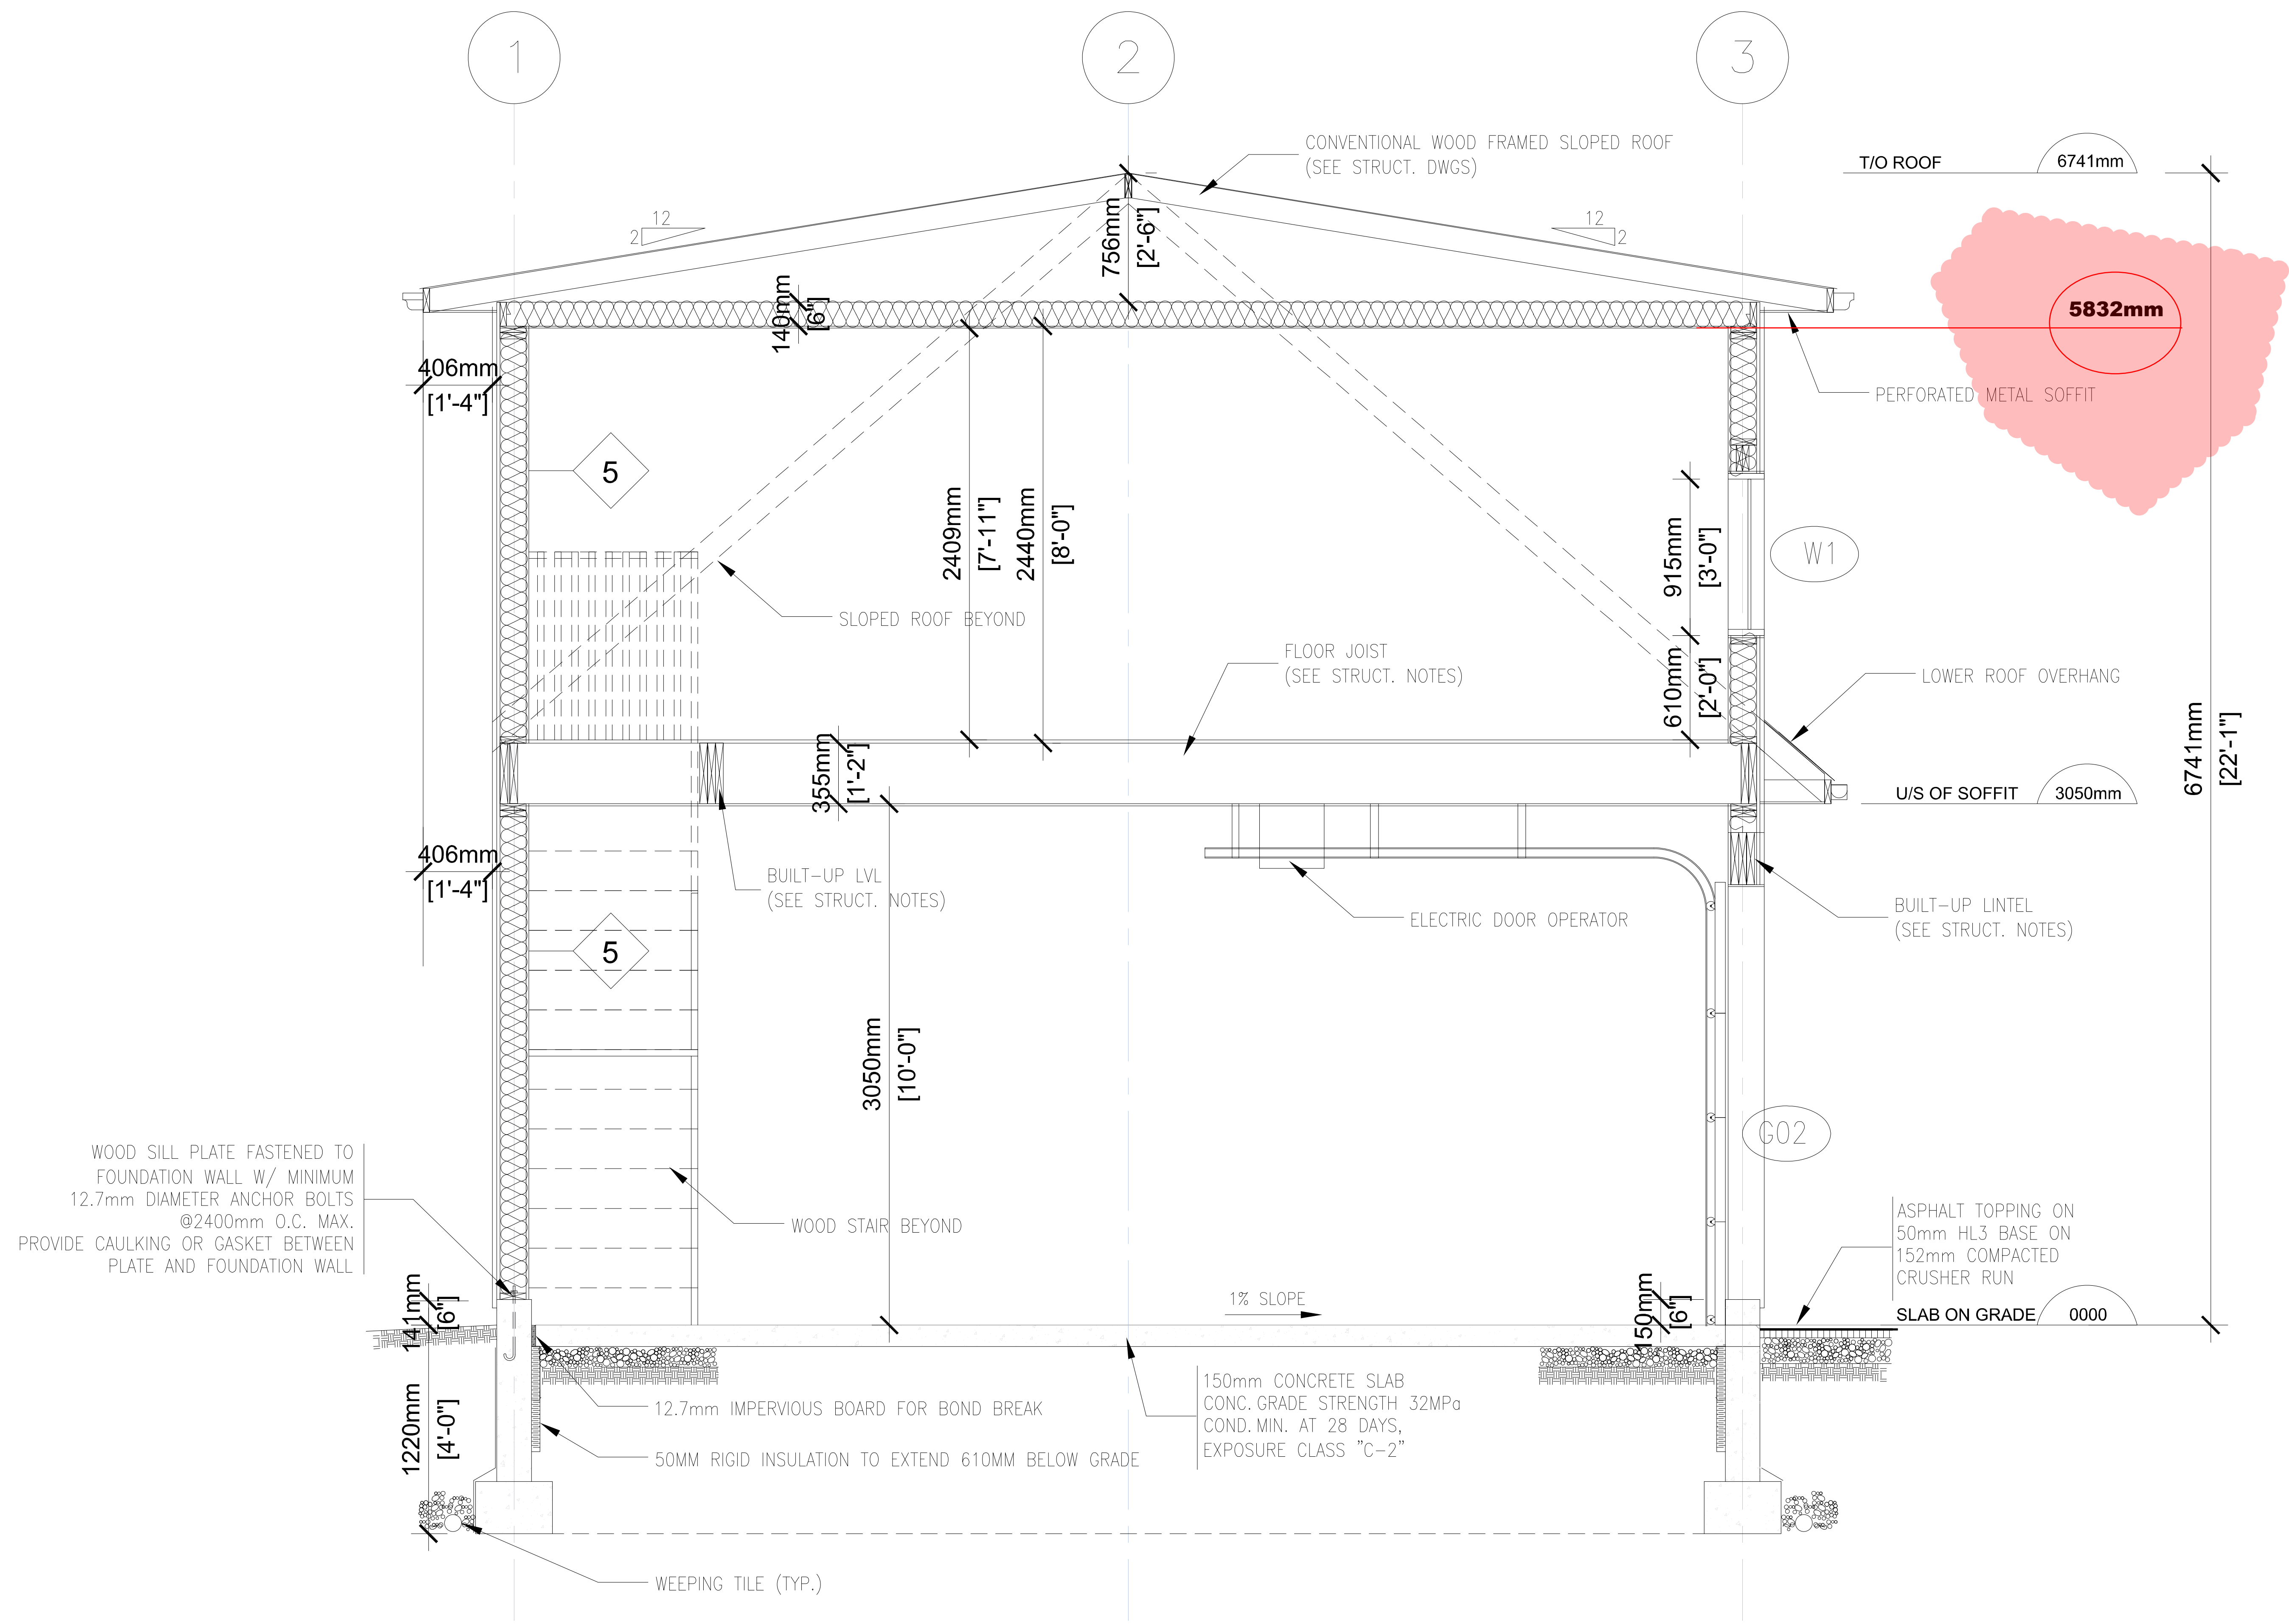 1
2
3
CONVENTIONAL WOOD FRAMED SLOPED ROOF
(SEE STRUCT. DWGS)
T/O ROOF
6741mm
12
2
12
2
756mm
[2'-6"]
140mm
[6"]
5832mm
406mm
[1'-4"]
PERFORATED METAL SOFFIT
5
2409mm
[7'-11"]
2440mm
[8'-0"]
915mm
[3'-0"]
W1
SLOPED ROOF BEYOND
FLOOR JOIST
(SEE STRUCT. NOTES)
610mm
[2'-0"]
LOWER ROOF OVERHANG
6741mm
[22'-1"]
355mm
[1'-2"]
U/S OF SOFFIT
3050mm
406mm
[1'-4"]
BUILT-UP LVL
(SEE STRUCT. NOTES)
ELECTRIC DOOR OPERATOR
BUILT-UP LINTEL
(SEE STRUCT. NOTES)
5
3050mm
[10'-0"]
G02
WOOD SILL PLATE FASTENED TO
FOUNDATION WALL W/ MINIMUM
12.7mm DIAMETER ANCHOR BOLTS
@2400mm O.C. MAX.
PROVIDE CAULKING OR GASKET BETWEEN
PLATE AND FOUNDATION WALL
WOOD STAIR BEYOND
ASPHALT TOPPING ON
50mm HL3 BASE ON
152mm COMPACTED
CRUSHER RUN
141mm
[6"]
1% SLOPE
150mm
[6"]
SLAB ON GRADE
0000
1220mm
[4'-0"]
12.7mm IMPERVIOUS BOARD FOR BOND BREAK
50MM RIGID INSULATION TO EXTEND 610MM BELOW GRADE
150mm CONCRETE SLAB
CONC. GRADE STRENGTH 32MPa
COND. MIN. AT 28 DAYS,
EXPOSURE CLASS "C-2"
WEEPING TILE (TYP.)